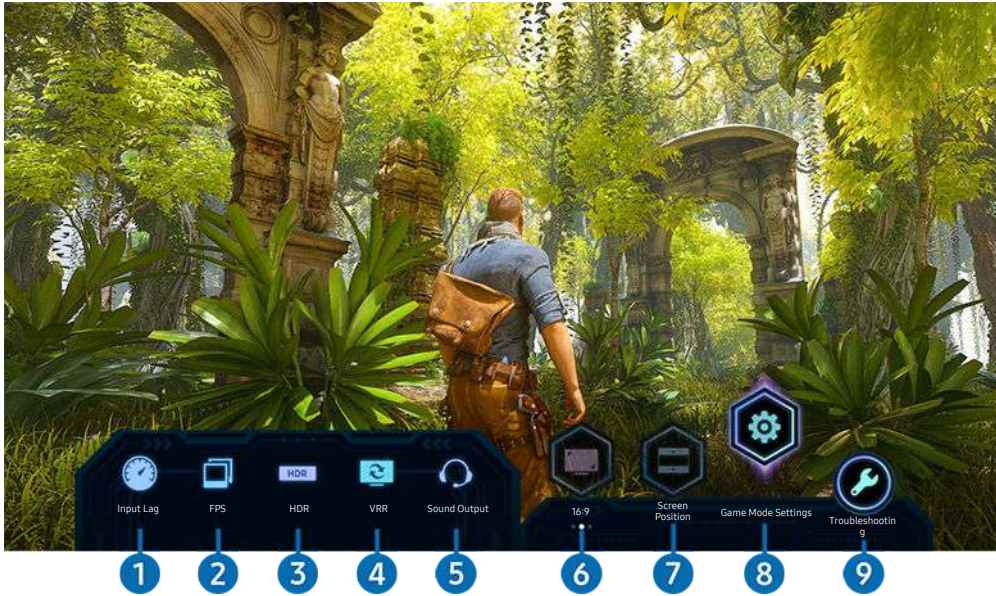 HDR
Input Lag
FPS
HDR
VRR
Sound Output
16:9
Screen
Position
Game Mode Settings
Troubleshootin
g
1 2 3 4 5 6 7 8 9